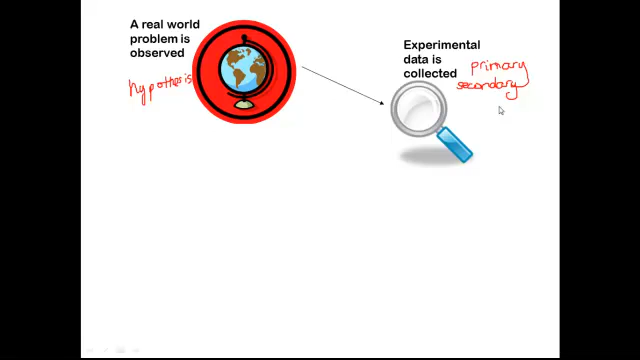 A real world
problem is
observed
hypothesis
Experimental
data is
collected
primary
secondary